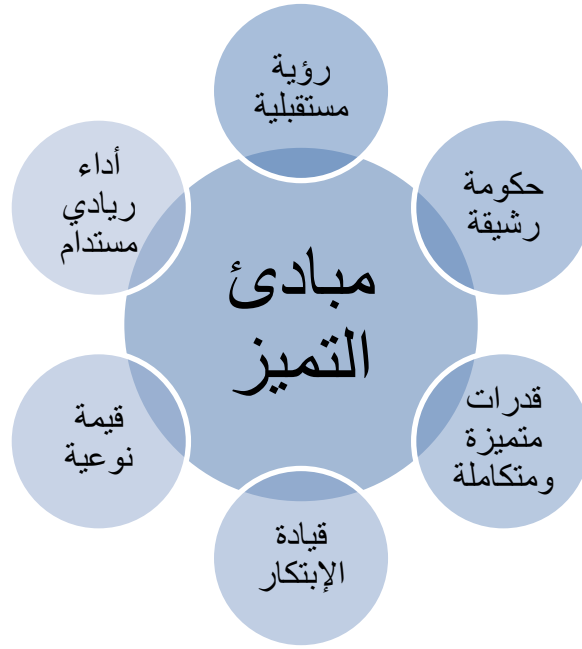 رؤية
مستقبلية
حكومة
رشيقة
قدرات
متميزة
ومتكاملة
قيادة
الإبتكار
قيمة
نوعية
أداء
ريادي
مستدام
مبادئ
التميز